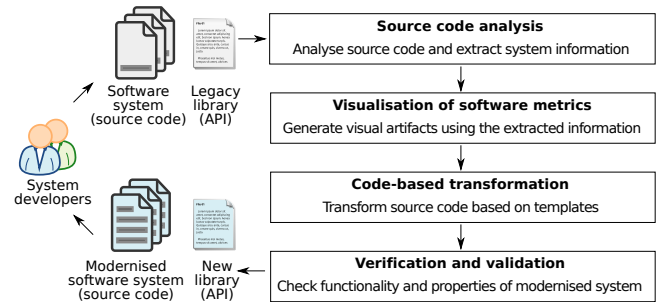 Source code analysis
Analyse source code and extract system information
Software
system
(source code)
Legacy
library
(API)
Visualisation of software metrics
Generate visual artifacts using the extracted information
System
developers
Code-based transformation
Transform source code based on templates
Modernised
software system
(source code)
New
library
(API)
Verification and validation
Check functionality and properties of modernised system